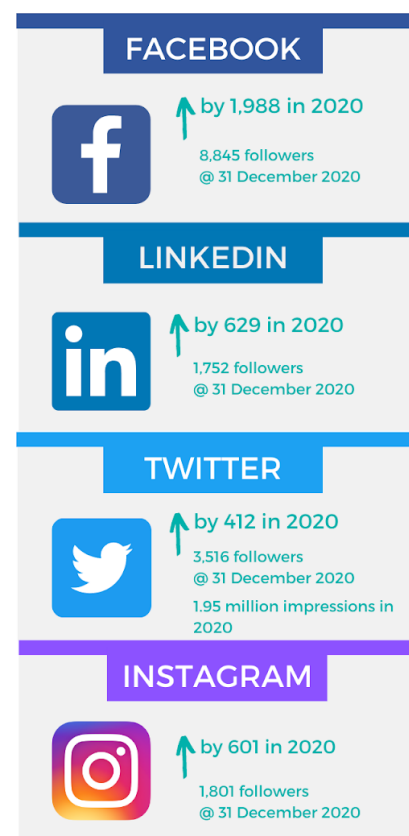 FACEBOOK
by 1,988 in 2020
8,845 followers
@ 31 December 2020
LINKEDIN
in
by 629 in 2020
1,752 followers
@ 31 December 2020
TWITTER
by 412 in 2020
3,516 followers
@ 31 December 2020
1.95 million impressions in
2020
INSTAGRAM
by 601 in 2020
1,801 followers
@ 31 December 2020